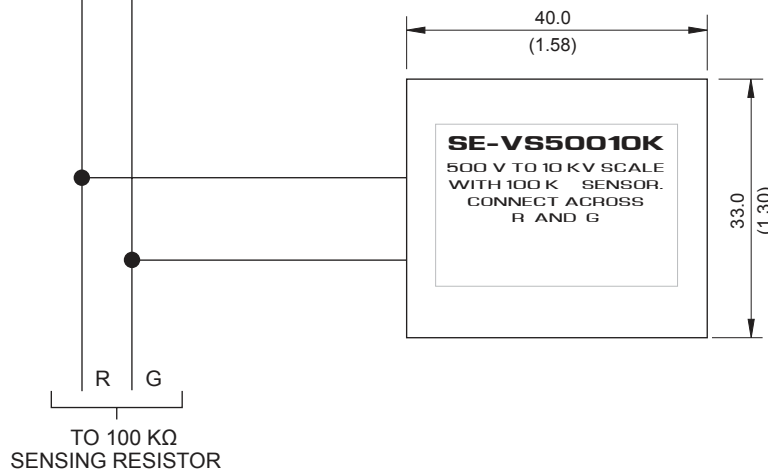 40.0
(1.58)
SE-VS50010K
500 V TO 10 KV SCALE
WITH 100 K SENSOR.
CONNECT ACROSS
R AND G
33.0
(1.30)
R G
TO 100 KΩ
SENSING RESISTOR